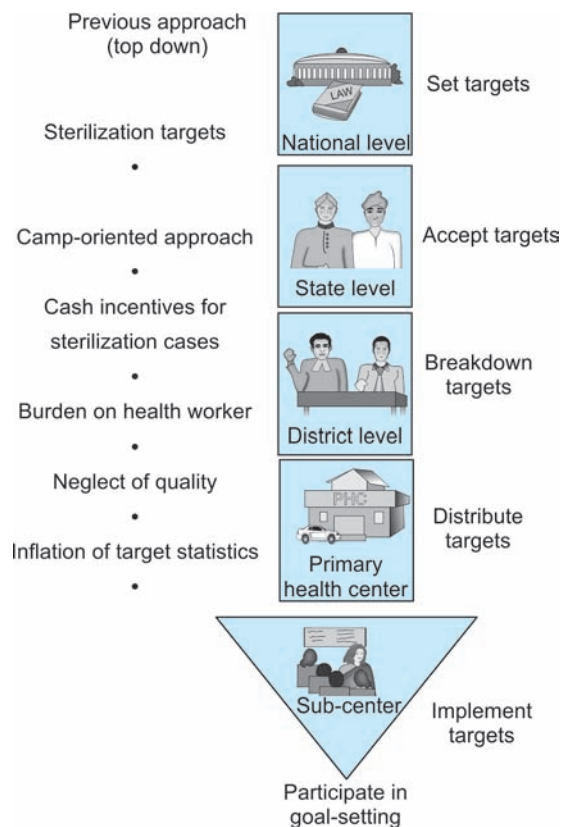 Previous approach
(top down)
Sterilization targets
•
Camp-oriented approach
•
Cash incentives for
sterilization cases
•
Burden on health worker
•
Neglect of quality
•
Inflation of target statistics
•
LAW
National level
Set targets
State level
Accept targets
District level
Breakdown
targets
PHC
Primary
health center
Distribute
targets
Sub-center
Implement
targets
Participate in
goal-setting